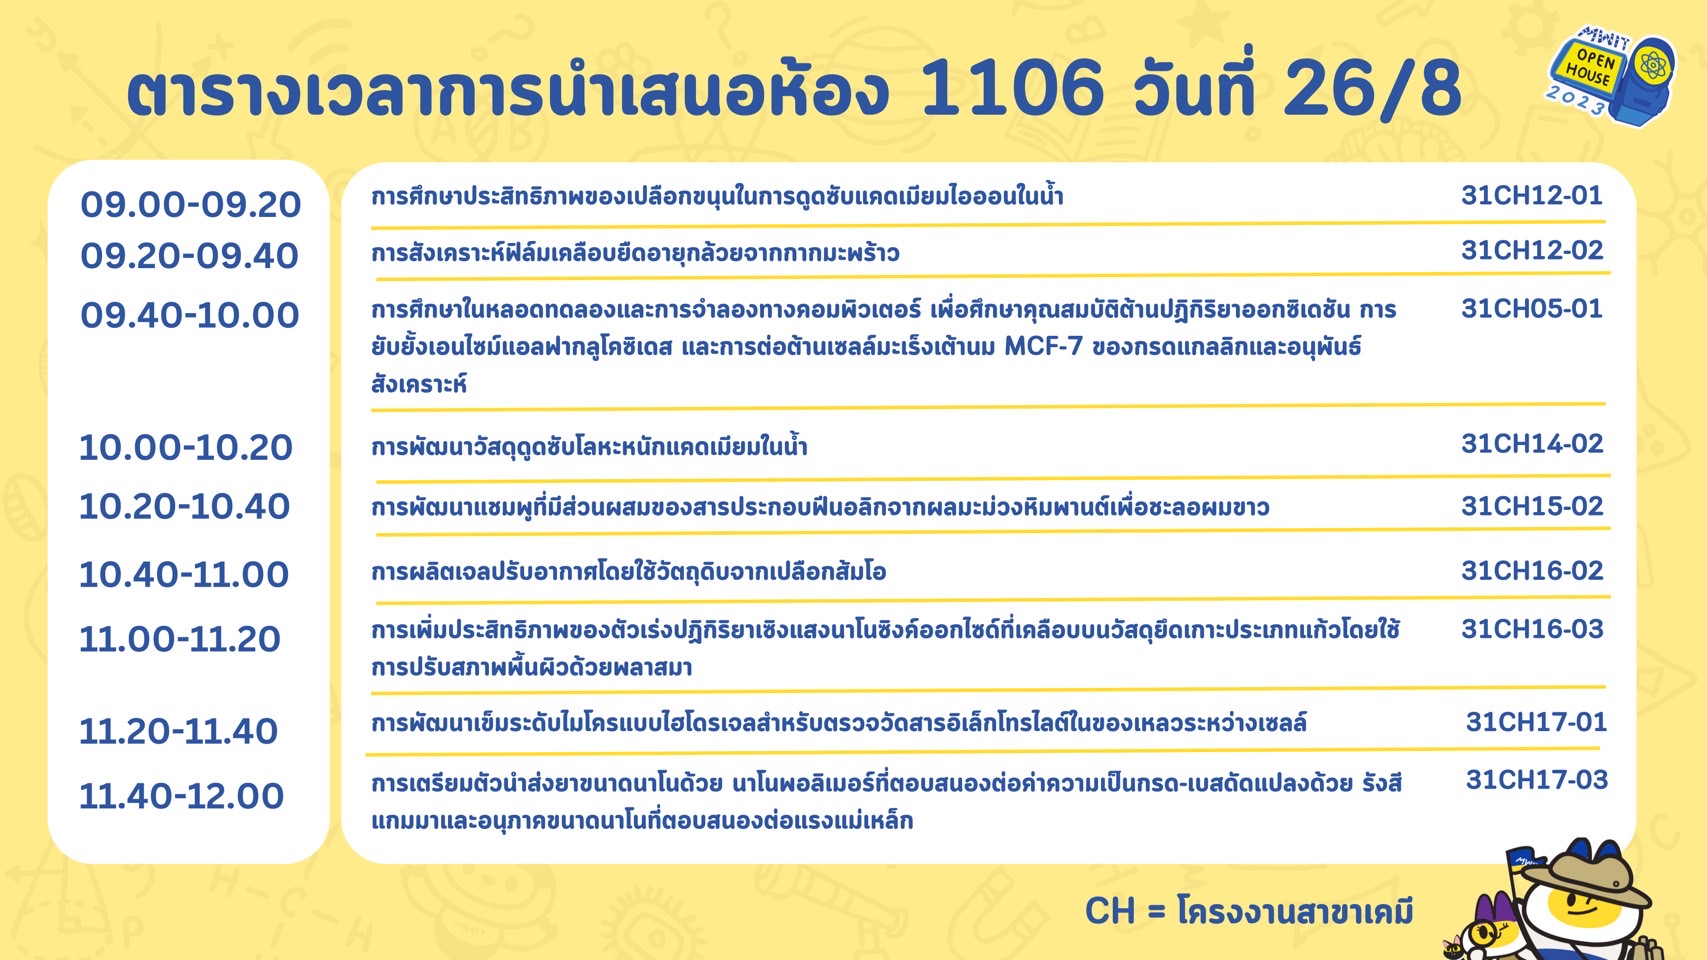 ตารางเวลาการนำเสนอห้อง 1106 วันที่ 26/8
MWIT
OPEN
HOUSE
2023
09.00-09.20
การศึกษาประสิทธิภาพของเปลือกขนุนในการดูดซับแคดเมียมไอออนในน้ำ
31CH12-01
09.20-09.40
การสังเคราะห์ฟิล์มเคลือบยืดอายุกล้วยจากกากมะพร้าว
31CH12-02
09.40-10.00
การศึกษาในหลอดทดลองและการจำลองทางคอมพิวเตอร์ เพื่อศึกษาคุณสมบัติต้านปฏิกิริยาออกซิเดชัน การ
31CH05-01
ยับยั้งเอนไซม์แอลฟากลูโคซิเดส และการต่อต้านเซลล์มะเร็งเต้านม MCF-7 ของกรดแกลลิกและอนุพันธ์
สังเคราะห์
10.00-10.20
การพัฒนาวัสดุดูดซับโลหะหนักแคดเมียมในน้ำ
31CH14-02
10.20-10.40
การพัฒนาแชมพูที่มีส่วนผสมของสารประกอบฟีนอลิกจากผลมะม่วงหิมพานต์เพื่อชะลอผมขาว
31CH15-02
10.40-11.00
การผลิตเจลปรับอากาศโดยใช้วัตถุดิบจากเปลือกส้มโอ
31CH16-02
11.00-11.20
การเพิ่มประสิทธิภาพของตัวเร่งปฏิกิริยาเชิงแสงนาโนซิงค์ออกไซด์ที่เคลือบบนวัสดุยึดเกาะประเภทแก้วโดยใช้
31CH16-03
การปรับสภาพพื้นผิวด้วยพลาสมา
11.20-11.40
การพัฒนาเข็มระดับไมโครแบบไฮโดรเจลสำหรับตรวจวัดสารอิเล็กโทรไลต์ในของเหลวระหว่างเซลล์
31CH17-01
11.40-12.00
การเตรียมตัวนำส่งยาขนาดนาโนด้วย นาโนพอลิเมอร์ที่ตอบสนองต่อค่าความเป็นกรด-เบสดัดแปลงด้วย รังสี
31CH17-03
แกมมาและอนุภาคขนาดนาโนที่ตอบสนองต่อแรงแม่เหล็ก
CH = โครงงานสาขาเคมี